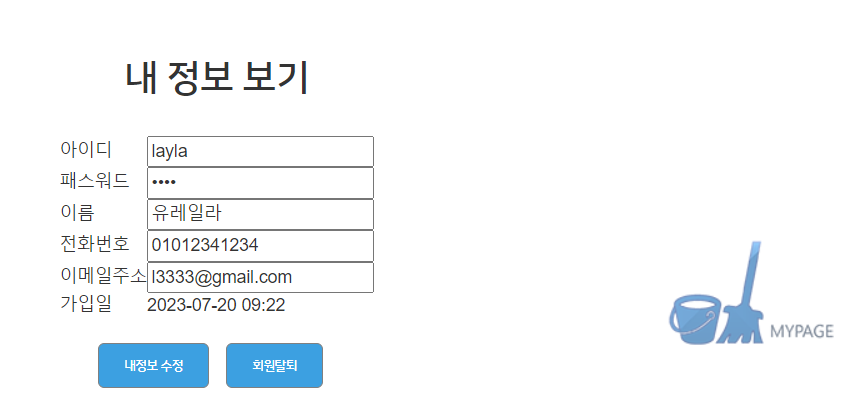 내 정보 보기
아이디 layla
패스워드 ••••
이름 유레일라
전화번호 01012341234
이메일주소 l3333@gmail.com
가입일 2023-07-20 09:22
MYPAGE
내정보 수정 회원탈퇴